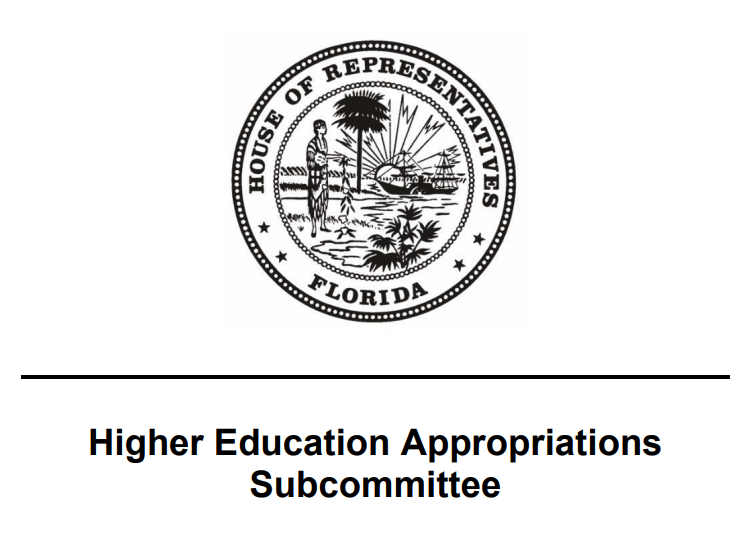 HOUSE OF REPRESENTATIVES
FLORIDA
Higher Education Appropriations
Subcommittee